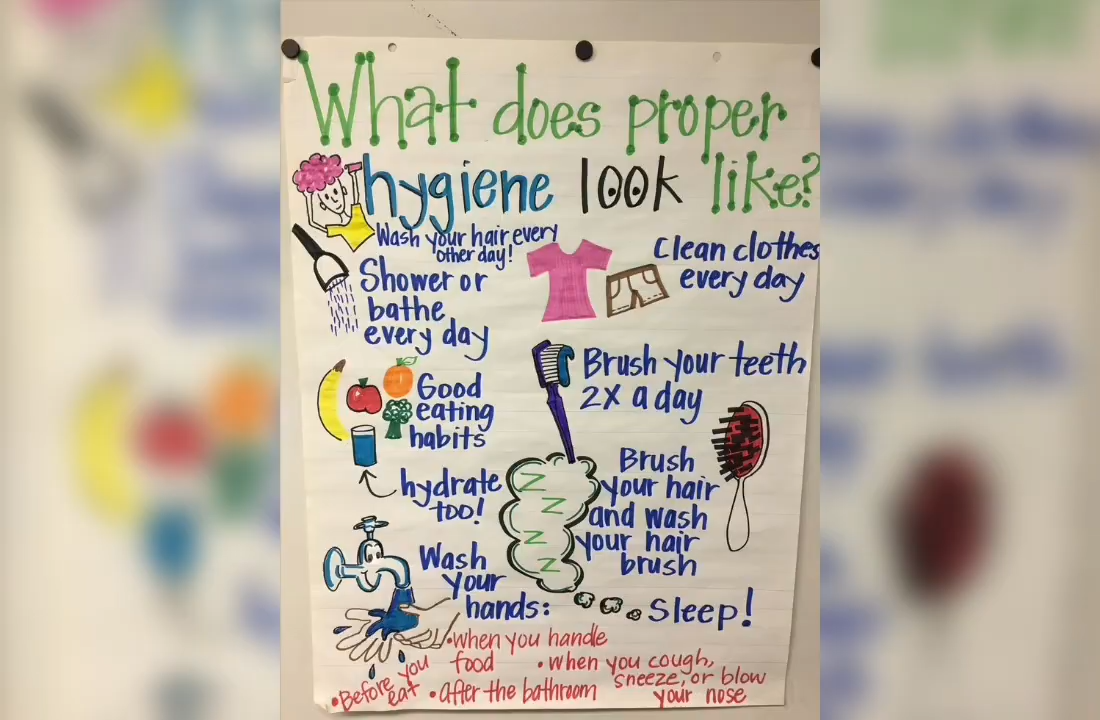 What does proper
hygiene look like?
Wash your hair every
other day!
Shower or
bathe
every day
Clean clothes
every day
Good
eating
habits
Brush your teeth
2x a day
hydrate
too!
Brush
your hair
and wash
your hair
brush
Z
Z
Z
Z
Sleep!
Wash
your
hands:
• when you handle
food
• Before you
eat
• after the bathroom
• when you cough,
sneeze, or blow
your nose